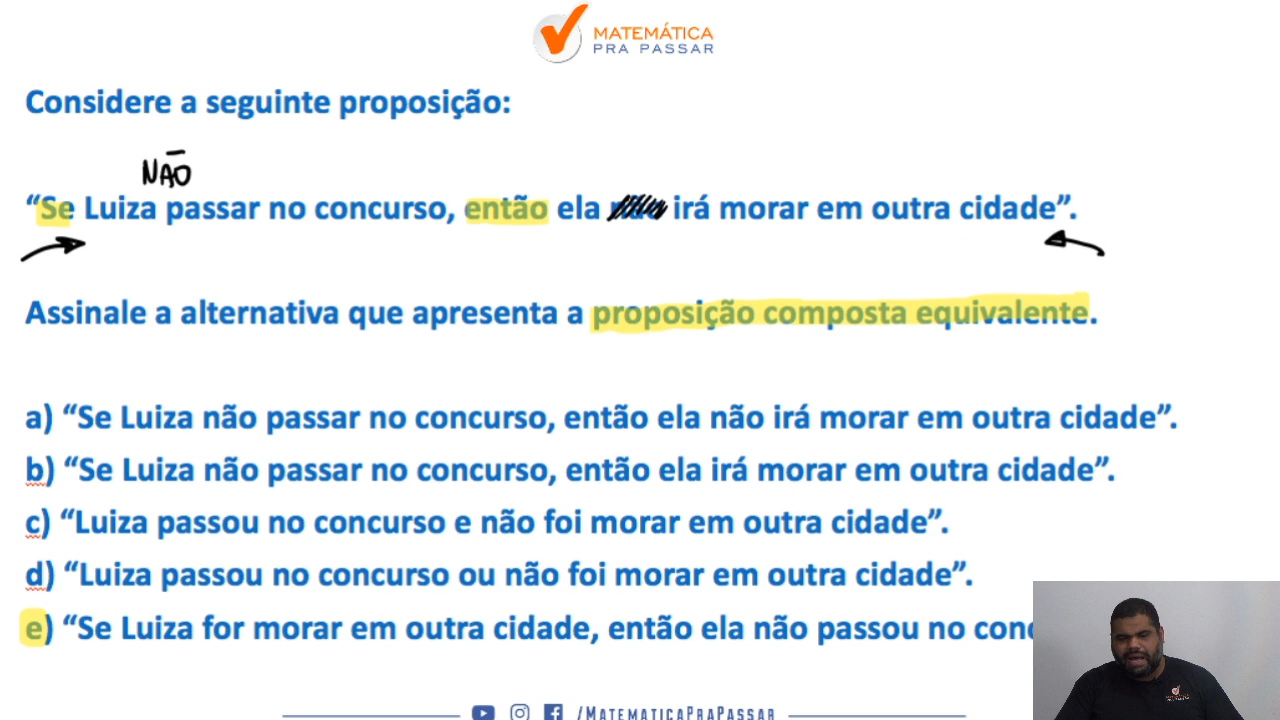 MATEMÁTICA
PRA PASSAR
Considere a seguinte proposição:
NÃO
“Se Luiza passar no concurso, então ela irá morar em outra cidade”.
Assinale a alternativa que apresenta a proposição composta equivalente.
a) “Se Luiza não passar no concurso, então ela não irá morar em outra cidade”.
b) “Se Luiza não passar no concurso, então ela irá morar em outra cidade”.
c) “Luiza passou no concurso e não foi morar em outra cidade”.
d) “Luiza passou no concurso ou não foi morar em outra cidade”.
e) “Se Luiza for morar em outra cidade, então ela não passou no
/MATEMATICAPRAPASSAR